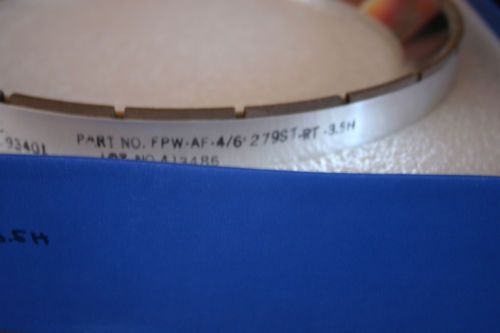 PART NO. FPW-AF-4/6-279ST-RT-3.5H
93401
LOT NO.413486
.5H